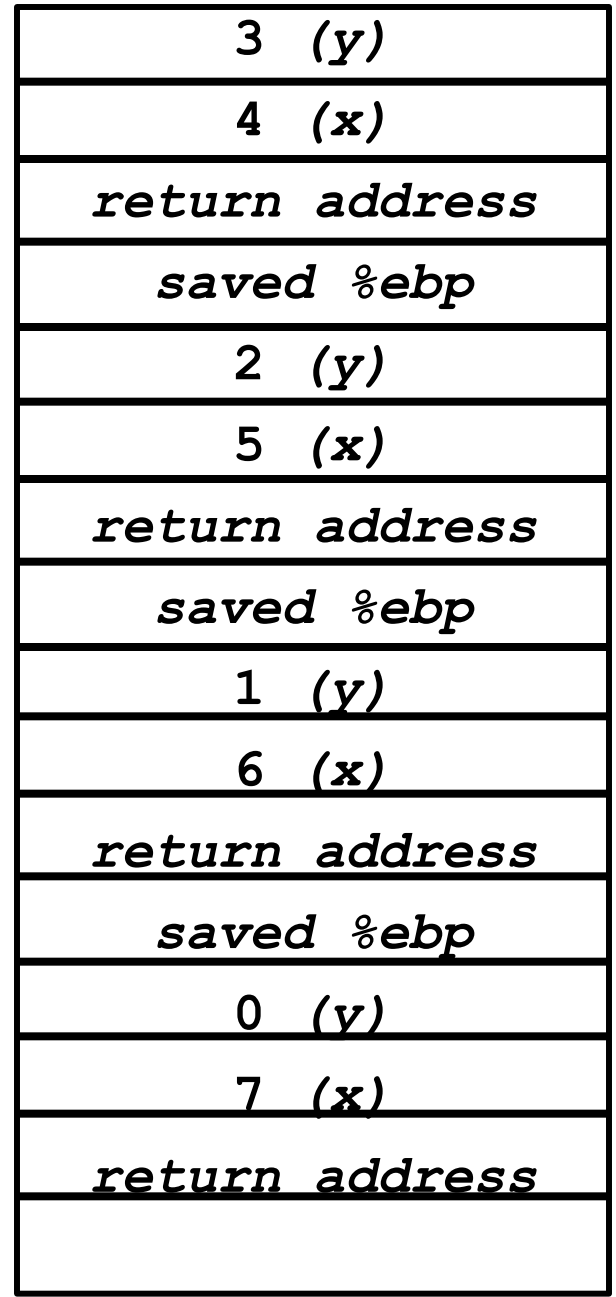 3 (y)
4 (x)
return address
saved %ebp
2 (y)
5 (x)
return address
saved %ebp
1 (y)
6 (x)
return address
saved %ebp
0 (y)
7 (x)
return address